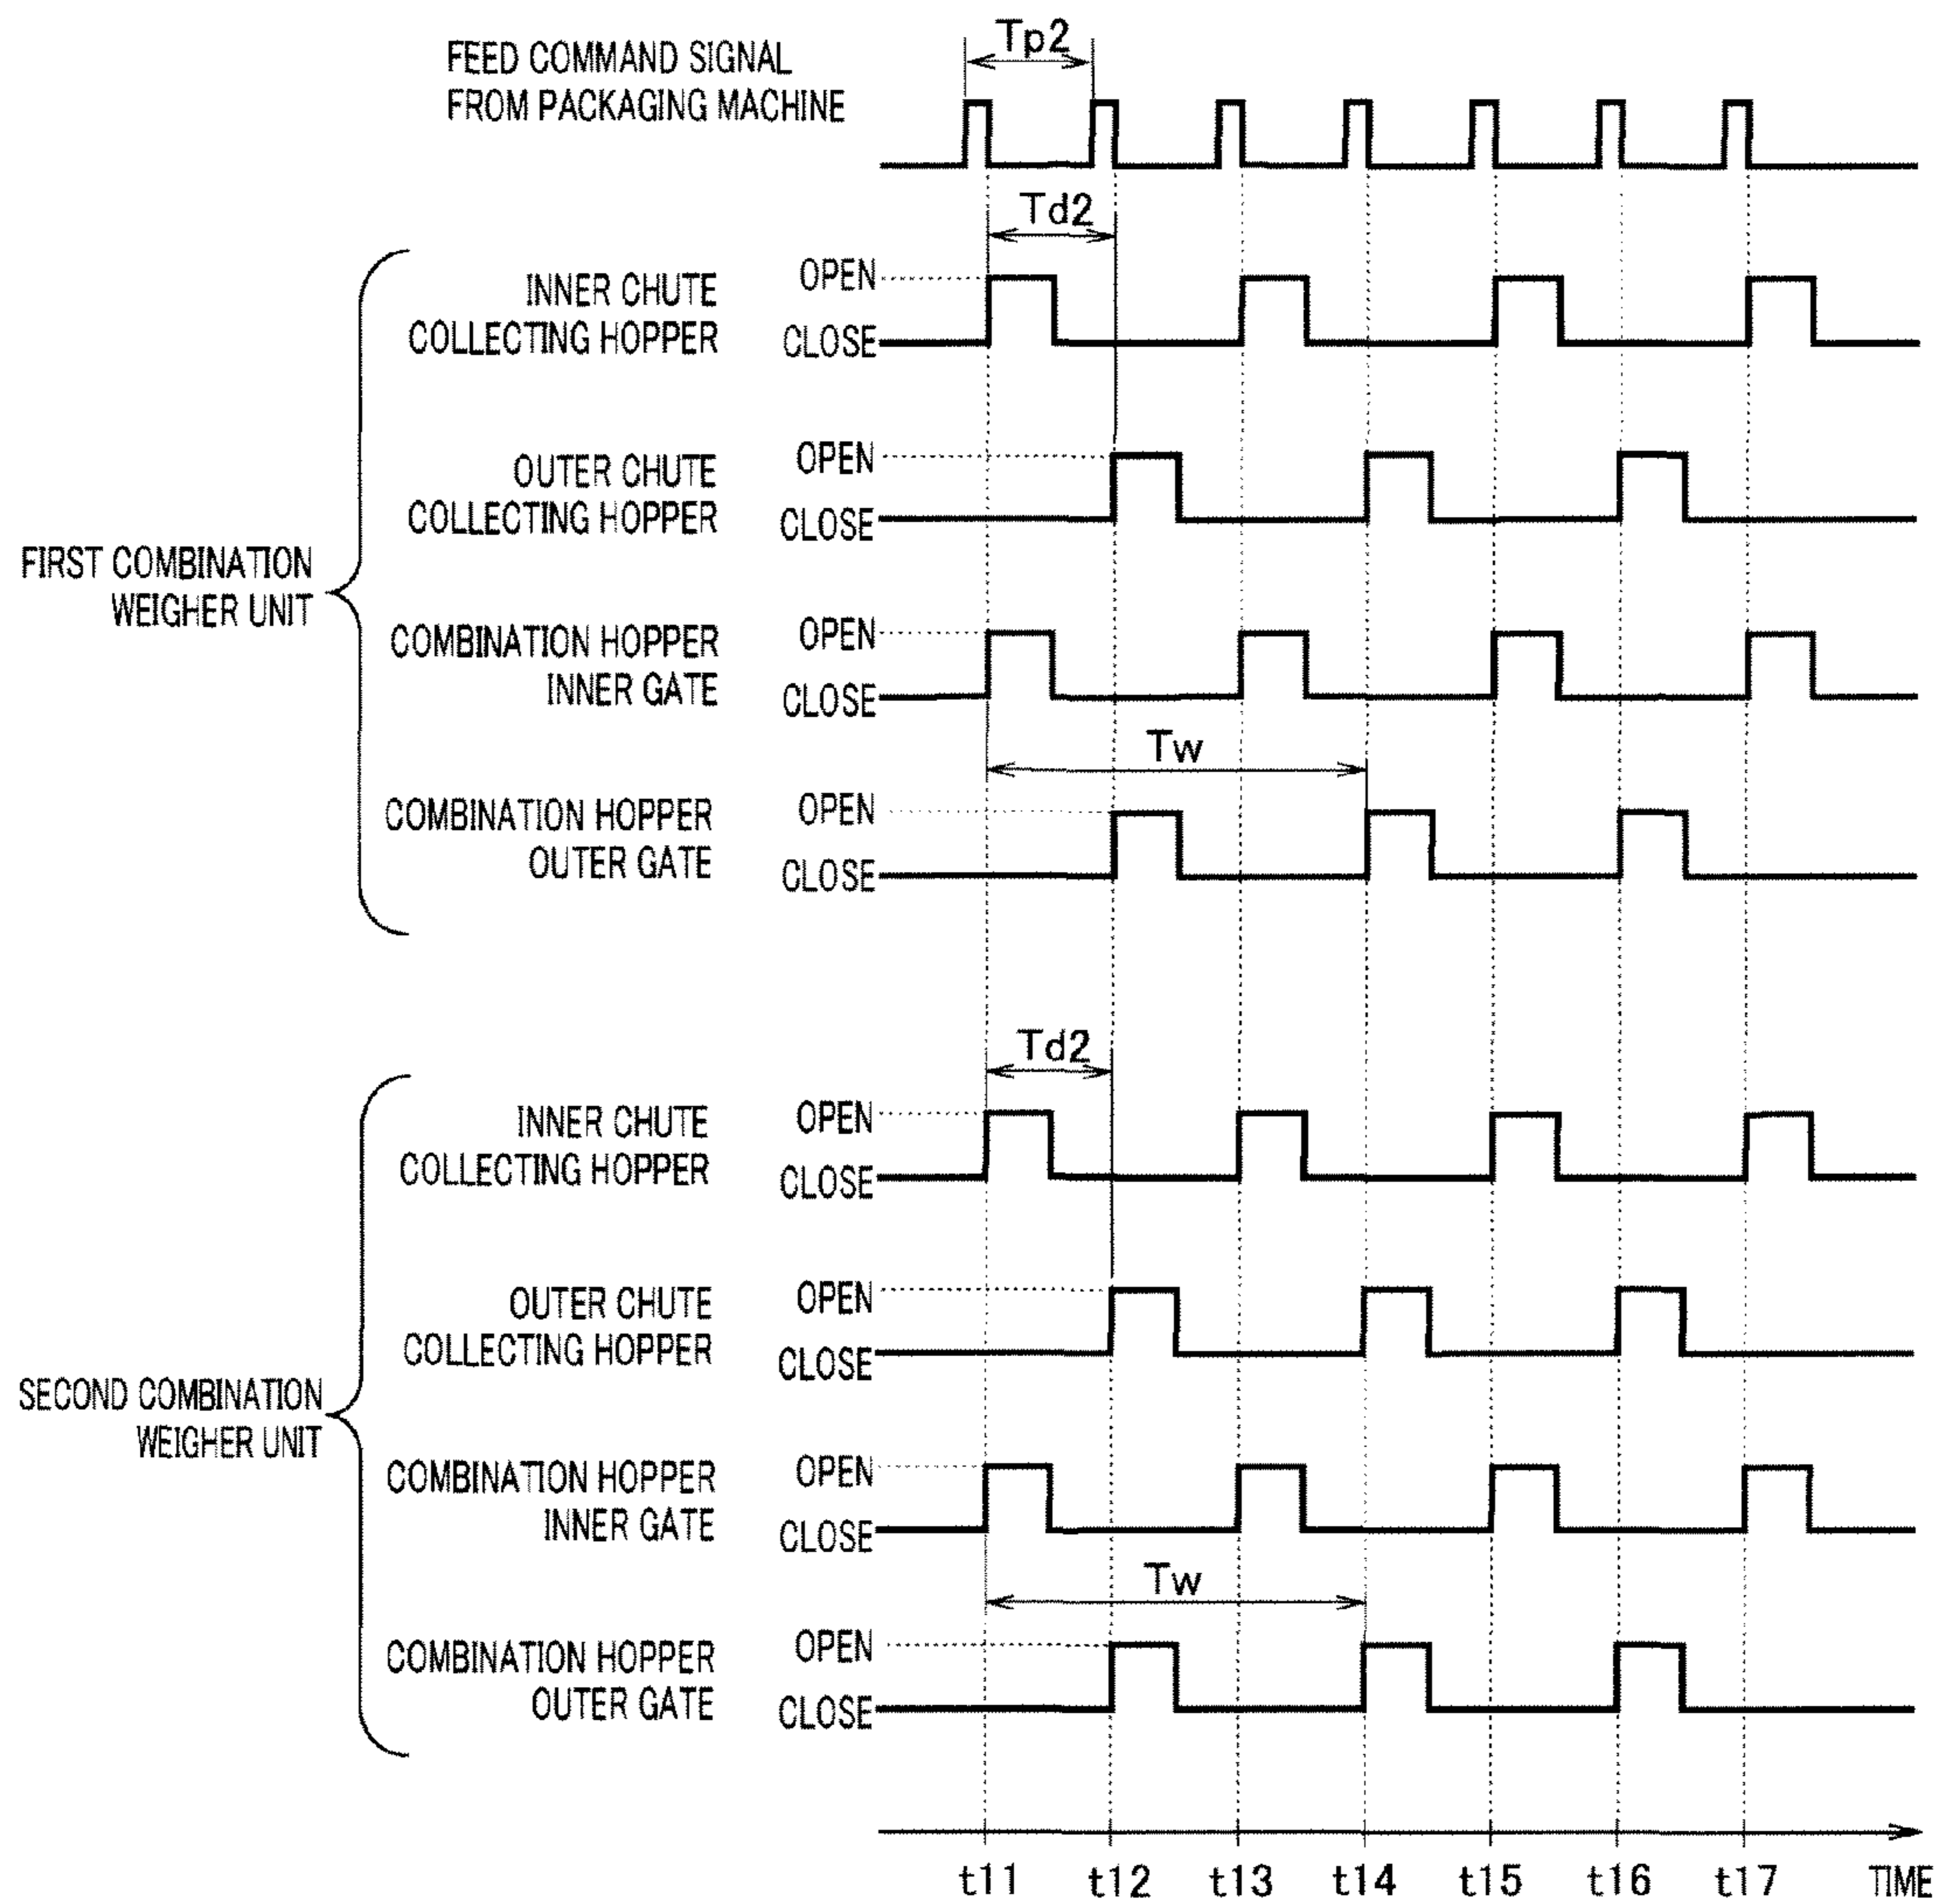 FEED COMMAND SIGNAL
FROM PACKAGING MACHINE
Tp2
Td2
FIRST COMBINATION
WEIGHER UNIT
INNER CHUTE
COLLECTING HOPPER
OPEN
CLOSE
OUTER CHUTE
COLLECTING HOPPER
OPEN
CLOSE
COMBINATION HOPPER
INNER GATE
OPEN
CLOSE
Tw
COMBINATION HOPPER
OUTER GATE
OPEN
CLOSE
Td2
SECOND COMBINATION
WEIGHER UNIT
INNER CHUTE
COLLECTING HOPPER
OPEN
CLOSE
OUTER CHUTE
COLLECTING HOPPER
OPEN
CLOSE
COMBINATION HOPPER
INNER GATE
OPEN
CLOSE
Tw
COMBINATION HOPPER
OUTER GATE
OPEN
CLOSE
t11 t12 t13 t14 t15 t16 t17 TIME